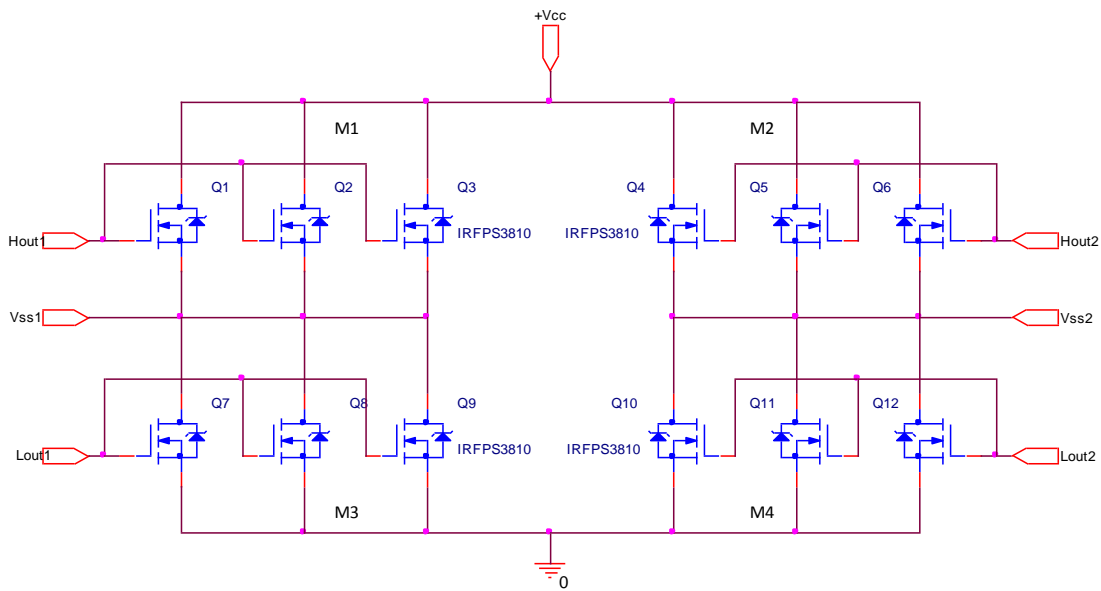 +Vcc
M1
M2
Q1
Q2
Q3
Q4
Q5
Q6
IRFPS3810
IRFPS3810
Hout1
Hout2
Vss1
Vss2
Q7
Q8
Q9
Q10
Q11
Q12
IRFPS3810
IRFPS3810
Lout1
Lout2
M3
M4
0